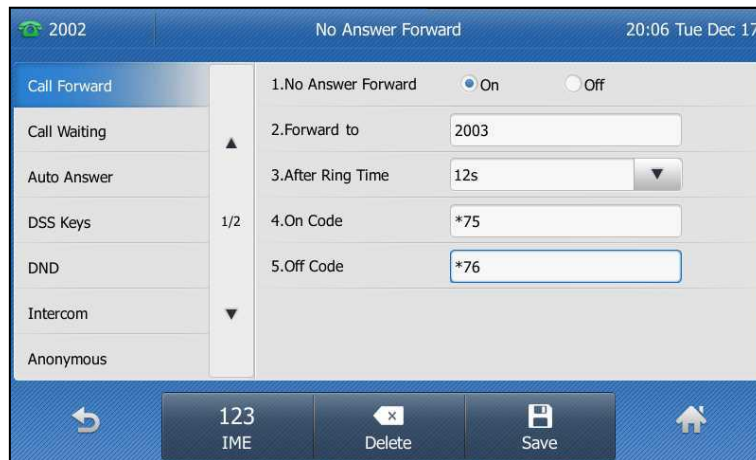 2002 No Answer Forward 20:06 Tue Dec 17
Call Forward
Call Waiting
Auto Answer
DSS Keys
DND
Intercom
Anonymous
1/2
1.No Answer Forward On Off
2.Forward to 2003
3.After Ring Time 12s
4.On Code *75
5.Off Code *76
123
IME
Delete
Save